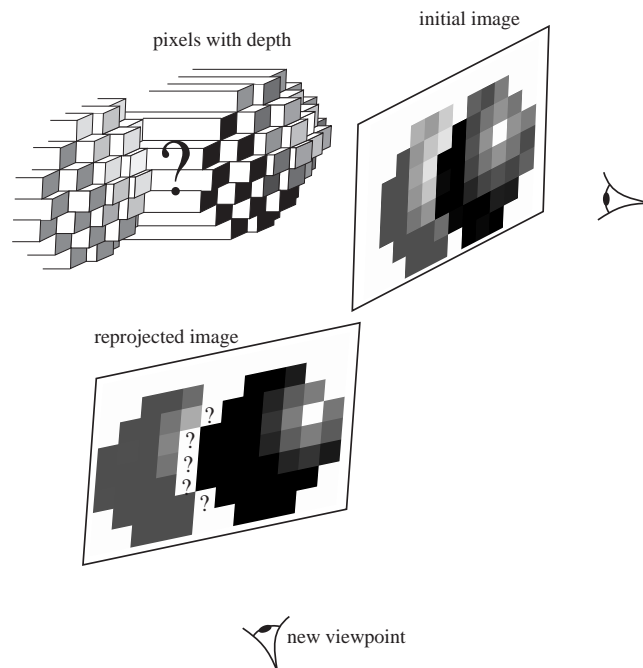 initial image
pixels with depth
?
reprojected image
?
?
?
?
?
new viewpoint